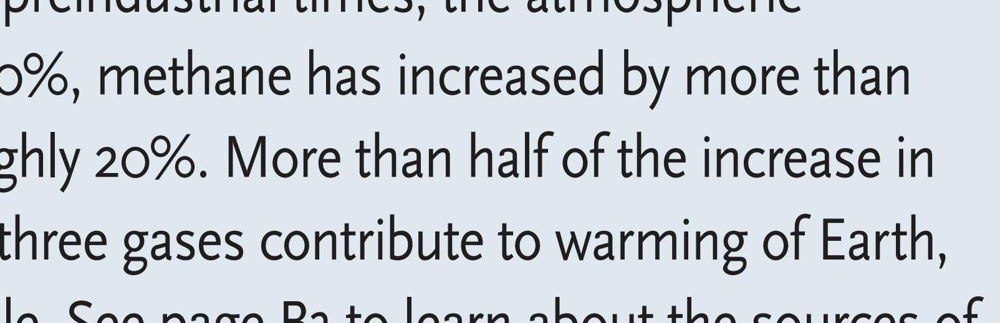 preindustrial times, the atmospheric
0%, methane has increased by more than
ghly 20%. More than half of the increase in
three gases contribute to warming of Earth,
le. See page B2 to learn about the sources of